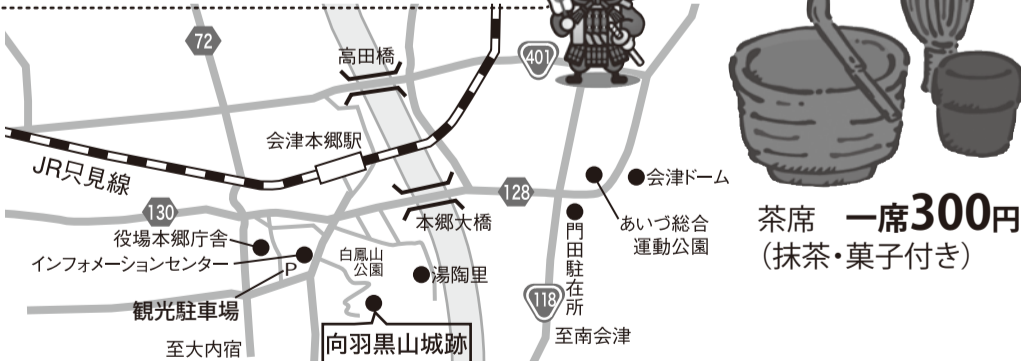 72
高田橋
401
会津本郷駅
JR只見線
128
会津ドーム
130
本郷大橋
あいづ総合
運動公園
役場本郷庁舎
インフォメーションセンター
P
白鳳山
公園
湯陶里
門田駐在所
118
観光駐車場
向羽黒山城跡
至大内宿
至南会津
茶席 一席300円
(抹茶・菓子付き)